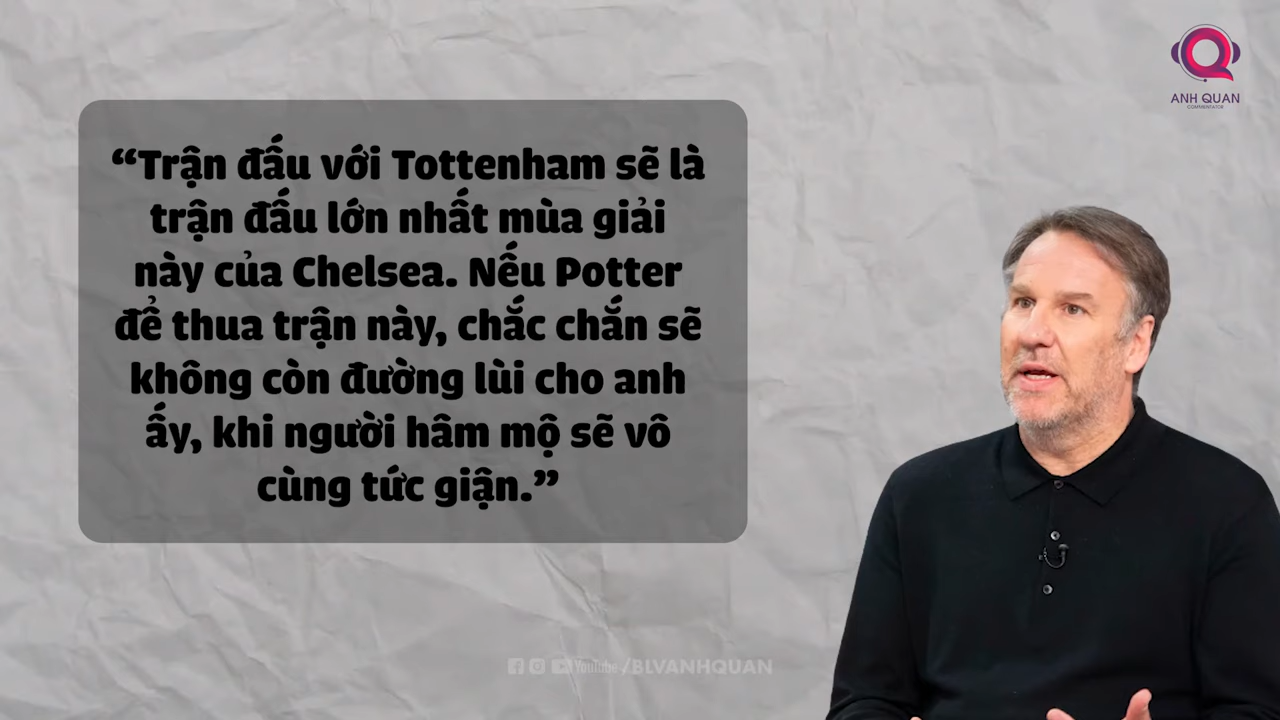 ANH QUAN
COMMENTATOR
“Trận đấu với Tottenham sẽ là
trận đấu lớn nhất mùa giải
này của Chelsea. Nếu Potter
để thua trận này, chắc chắn sẽ
không còn đường lùi cho anh
ấy, khi người hâm mộ sẽ vô
cùng tức giận.”
YouTube /BLVANHQUAN